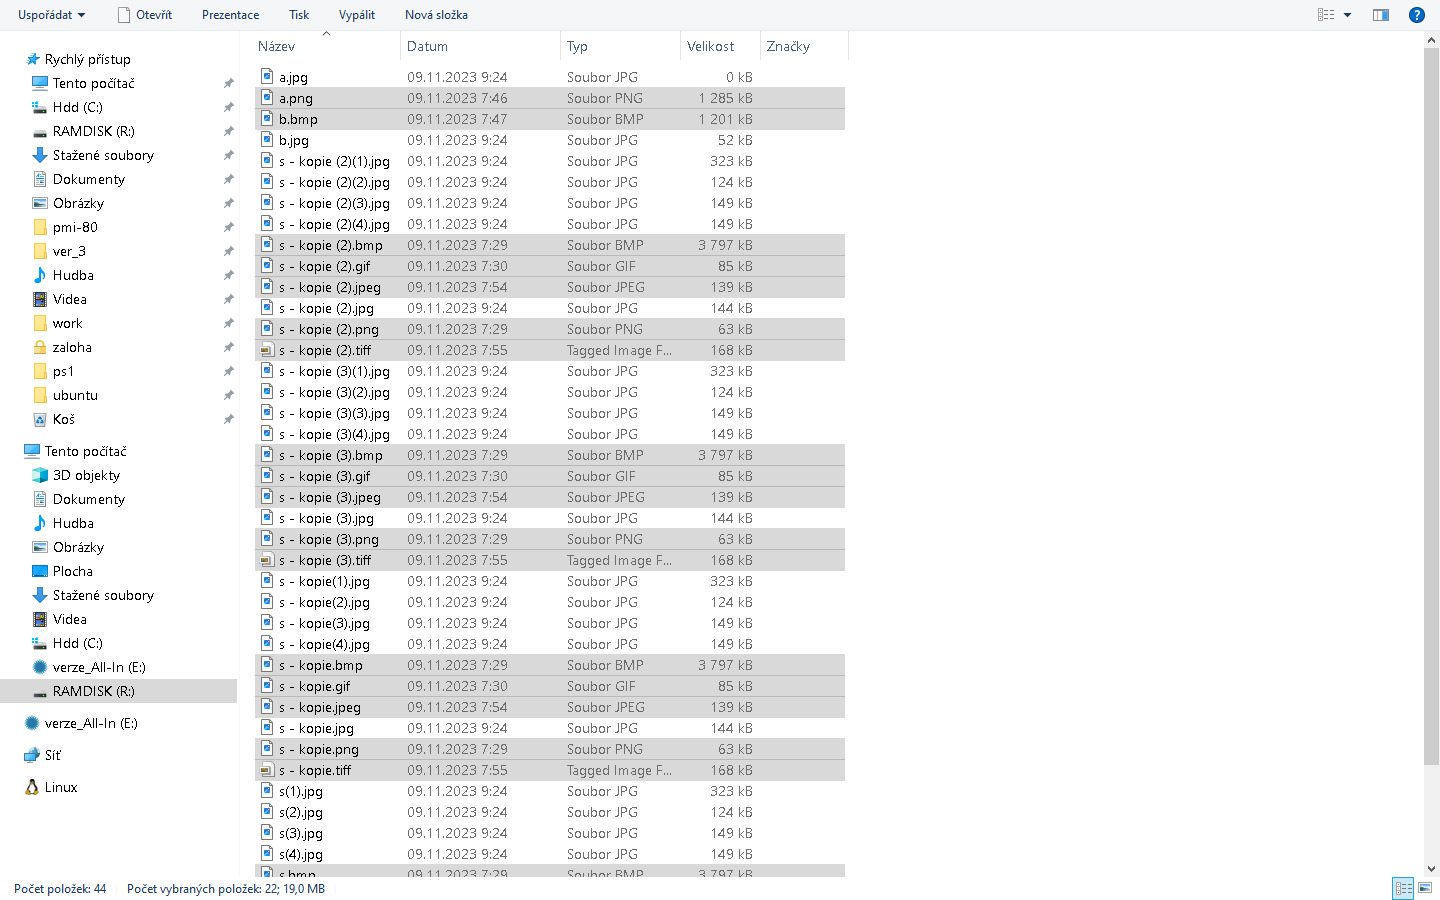 Uspořádat Otevřít Prezentace Tisk Vypálit Nová složka
Název Datum Typ Velikost Značky
Rychlý přístup
Tento počítač
Hdd (C:)
RAMDISK (R:)
Stažené soubory
Dokumenty
Obrázky
pmi-80
ver_3
Hudba
Videa
work
zaloha
ps1
ubuntu
Koš
Tento počítač
3D objekty
Dokumenty
Hudba
Obrázky
Plocha
Stažené soubory
Videa
Hdd (C:)
verze_All-In (E:)
RAMDISK (R:)
verze_All-In (E:)
Síť
Linux
a.jpg 09.11.2023 9:24 Soubor JPG 0 kB
a.png 09.11.2023 7:46 Soubor PNG 1 285 kB
b.bmp 09.11.2023 7:47 Soubor BMP 1 201 kB
b.jpg 09.11.2023 9:24 Soubor JPG 52 kB
s - kopie (2)(1).jpg 09.11.2023 9:24 Soubor JPG 323 kB
s - kopie (2)(2).jpg 09.11.2023 9:24 Soubor JPG 124 kB
s - kopie (2)(3).jpg 09.11.2023 9:24 Soubor JPG 149 kB
s - kopie (2)(4).jpg 09.11.2023 9:24 Soubor JPG 149 kB
s - kopie (2).bmp 09.11.2023 7:29 Soubor BMP 3 797 kB
s - kopie (2).gif 09.11.2023 7:30 Soubor GIF 85 kB
s - kopie (2).jpeg 09.11.2023 7:54 Soubor JPEG 139 kB
s - kopie (2).jpg 09.11.2023 9:24 Soubor JPG 144 kB
s - kopie (2).png 09.11.2023 7:29 Soubor PNG 63 kB
s - kopie (2).tiff 09.11.2023 7:55 Tagged Image F... 168 kB
s - kopie (3)(1).jpg 09.11.2023 9:24 Soubor JPG 323 kB
s - kopie (3)(2).jpg 09.11.2023 9:24 Soubor JPG 124 kB
s - kopie (3)(3).jpg 09.11.2023 9:24 Soubor JPG 149 kB
s - kopie (3)(4).jpg 09.11.2023 9:24 Soubor JPG 149 kB
s - kopie (3).bmp 09.11.2023 7:29 Soubor BMP 3 797 kB
s - kopie (3).gif 09.11.2023 7:30 Soubor GIF 85 kB
s - kopie (3).jpeg 09.11.2023 7:54 Soubor JPEG 139 kB
s - kopie (3).jpg 09.11.2023 9:24 Soubor JPG 144 kB
s - kopie (3).png 09.11.2023 7:29 Soubor PNG 63 kB
s - kopie (3).tiff 09.11.2023 7:55 Tagged Image F... 168 kB
s - kopie(1).jpg 09.11.2023 9:24 Soubor JPG 323 kB
s - kopie(2).jpg 09.11.2023 9:24 Soubor JPG 124 kB
s - kopie(3).jpg 09.11.2023 9:24 Soubor JPG 149 kB
s - kopie(4).jpg 09.11.2023 9:24 Soubor JPG 149 kB
s - kopie.bmp 09.11.2023 7:29 Soubor BMP 3 797 kB
s - kopie.gif 09.11.2023 7:30 Soubor GIF 85 kB
s - kopie.jpeg 09.11.2023 7:54 Soubor JPEG 139 kB
s - kopie.jpg 09.11.2023 9:24 Soubor JPG 144 kB
s - kopie.png 09.11.2023 7:29 Soubor PNG 63 kB
s - kopie.tiff 09.11.2023 7:55 Tagged Image F... 168 kB
s(1).jpg 09.11.2023 9:24 Soubor JPG 323 kB
s(2).jpg 09.11.2023 9:24 Soubor JPG 124 kB
s(3).jpg 09.11.2023 9:24 Soubor JPG 149 kB
s(4).jpg 09.11.2023 9:24 Soubor JPG 149 kB
s.bmp 09.11.2023 7:29 Soubor BMP 3 797 kB
Počet položek: 44 Počet vybraných položek: 22; 19,0 MB